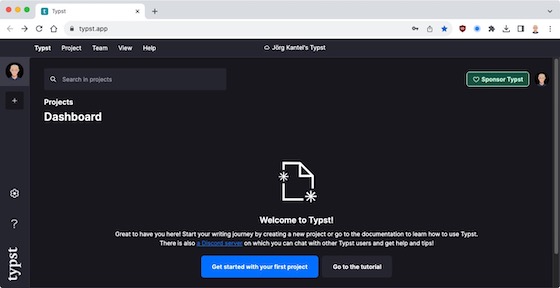 Typst
typst.app
Typst Project Team View Help
Jörg Kantel's Typst
Search in projects
Sponsor Typst
Projects
Dashboard
Welcome to Typst!
Great to have you here! Start your writing journey by creating a new project or go to the documentation to learn how to use Typst.
There is also a Discord server on which you can chat with other Typst users and get help and tips!
Get started with your first project
Go to the tutorial
typst